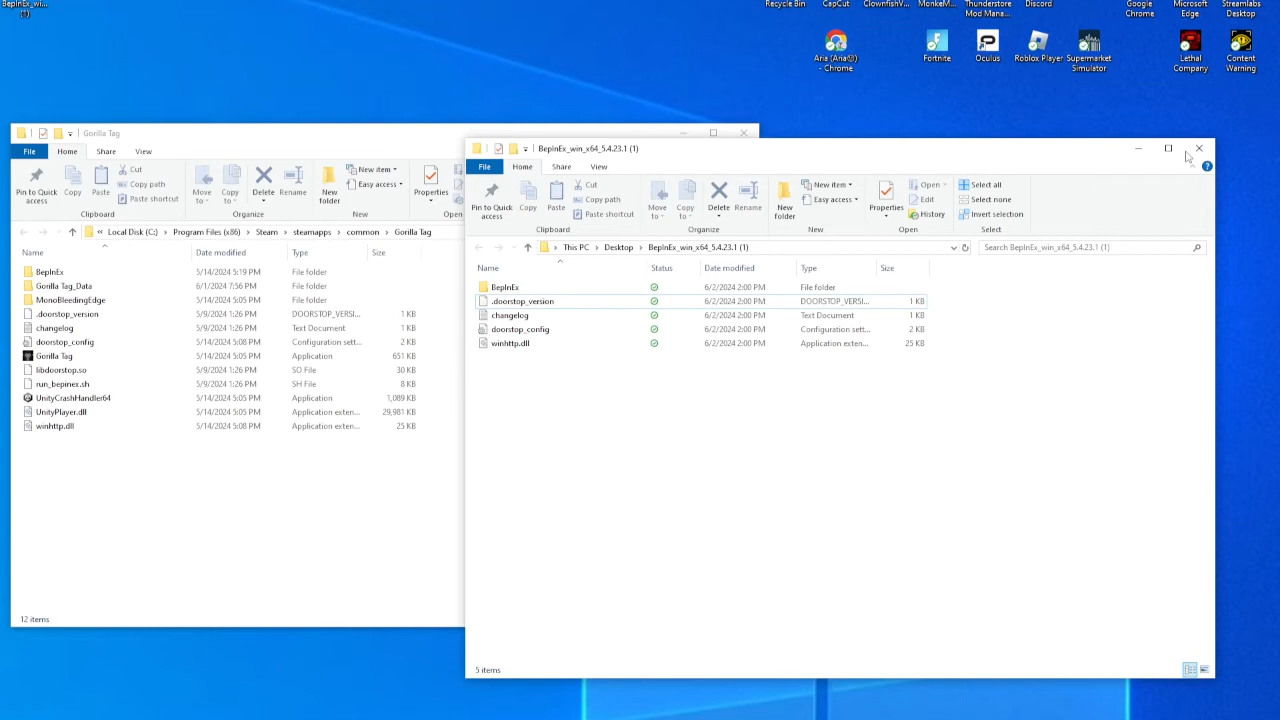 BepInEx_wi...
(1)
Recycle Bin
CapCut
ClownfishV...
MonkeM...
Thunderstore
Mod Mana...
Discord
Google
Chrome
Microsoft
Edge
Streamlabs
Desktop
Aria (Aria
- Chrome
Fortnite
Oculus
Roblox Player
Supermarket
Simulator
Lethal
Company
Content
Warning
Gorilla Tag
File Home Share View
Pin to Quick
access
Copy
Paste
Cut
Copy path
Paste shortcut
Clipboard
Move
to
Copy
to
Delete
Rename
Organize
New
folder
New item
Easy access
New
Properties
Open
Local Disk (C:) > Program Files (x86) > Steam > steamapps > common > Gorilla Tag
Name Date modified Type Size
BepInEx 5/14/2024 5:19 PM File folder
Gorilla Tag_Data 6/1/2024 7:56 PM File folder
MonoBleedingEdge 5/14/2024 5:05 PM File folder
.doorstop_version 5/9/2024 1:26 PM DOORSTOP_VERSI... 1 KB
changelog 5/9/2024 1:26 PM Text Document 1 KB
doorstop_config 5/14/2024 5:08 PM Configuration sett... 2 KB
Gorilla Tag 5/14/2024 5:05 PM Application 651 KB
libdoorstop.so 5/9/2024 1:26 PM SO File 30 KB
run_bepinex.sh 5/9/2024 1:26 PM SH File 8 KB
UnityCrashHandler64 5/14/2024 5:05 PM Application 1,089 KB
UnityPlayer.dll 5/14/2024 5:05 PM Application exten... 29,981 KB
winhttp.dll 5/14/2024 5:08 PM Application exten... 25 KB
12 items
BepInEx_win_x64_5.4.23.1 (1)
File Home Share View
Pin to Quick
access
Copy
Paste
Cut
Copy path
Paste shortcut
Clipboard
Move
to
Copy
to
Delete
Rename
Organize
New
folder
New item
Easy access
New
Properties
Open
Edit
History
Open
Select all
Select none
Invert selection
Select
This PC > Desktop > BepInEx_win_x64_5.4.23.1 (1)
Search BepInEx_win_x64_5.4.23.1 (1)
Name Status Date modified Type Size
BepInEx 6/2/2024 2:00 PM File folder
.doorstop_version 6/2/2024 2:00 PM DOORSTOP_VERSI... 1 KB
changelog 6/2/2024 2:00 PM Text Document 1 KB
doorstop_config 6/2/2024 2:00 PM Configuration sett... 2 KB
winhttp.dll 6/2/2024 2:00 PM Application exten... 25 KB
5 items